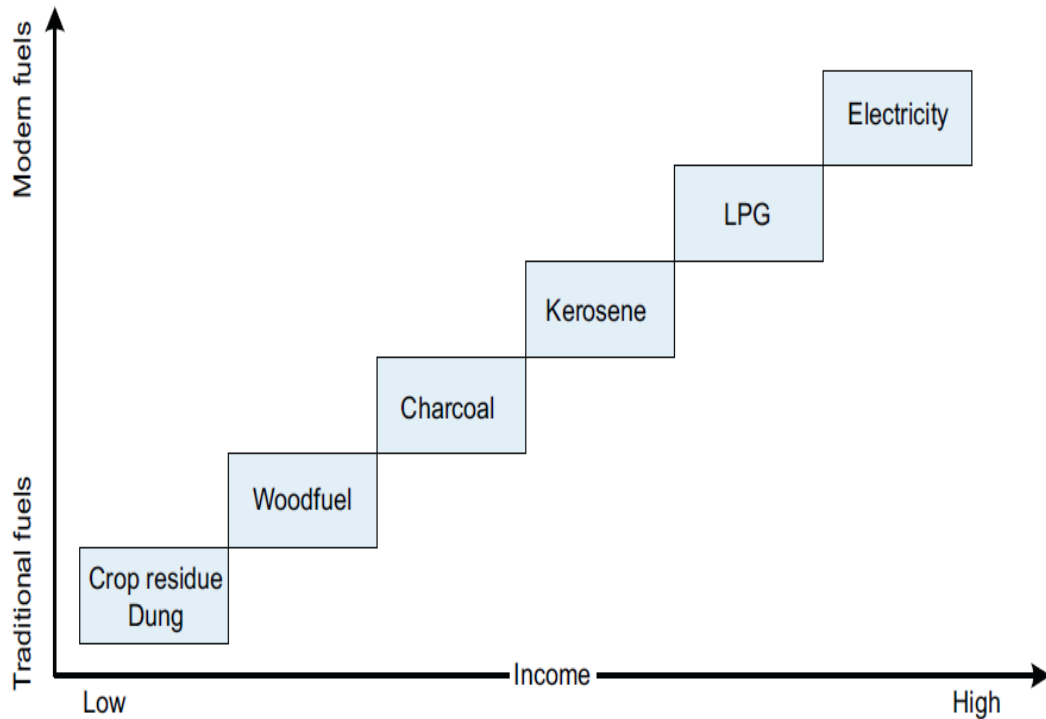 Modern fuels
Electricity
LPG
Kerosene
Charcoal
Woodfuel
Crop residue
Dung
Traditional fuels
Income
Low
High